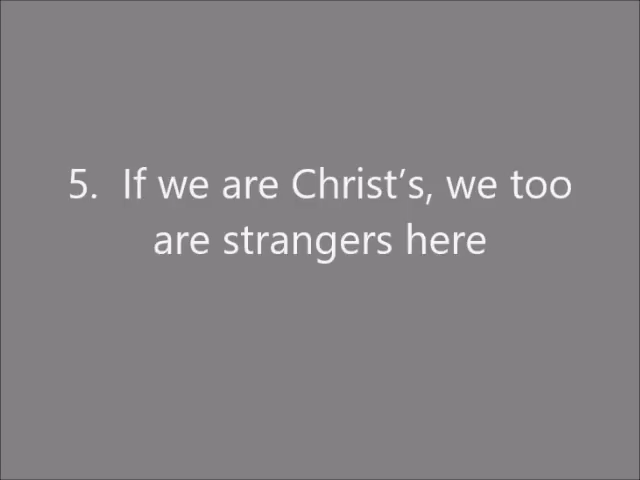 5.  If we are Christ’s, we too
are strangers here